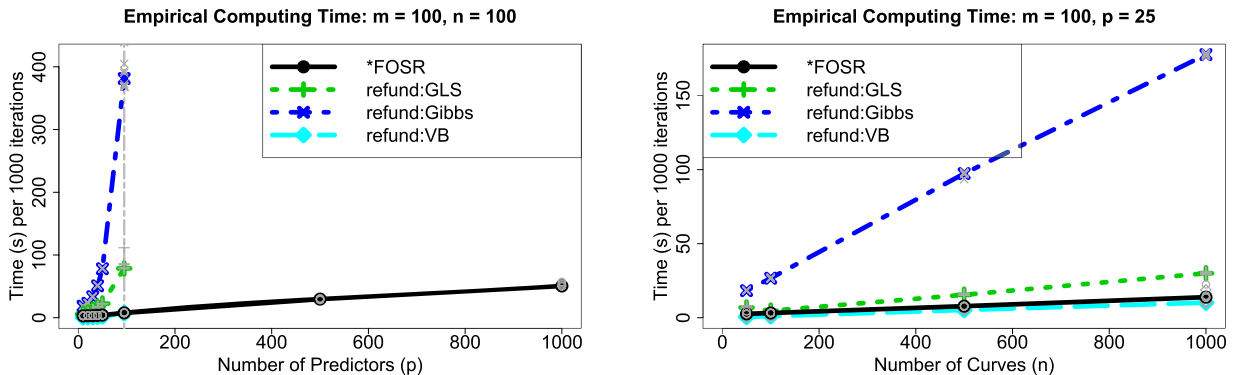 Empirical Computing Time: m = 100, n = 100
Time (s) per 1000 iterations
400
300
200
100
0
*FOSR
refund:GLS
refund:Gibbs
refund:VB
0 200 400 600 800 1000
Number of Predictors (p)
Empirical Computing Time: m = 100, p = 25
Time (s) per 1000 iterations
150
100
50
0
*FOSR
refund:GLS
refund:Gibbs
refund:VB
0 200 400 600 800 1000
Number of Curves (n)